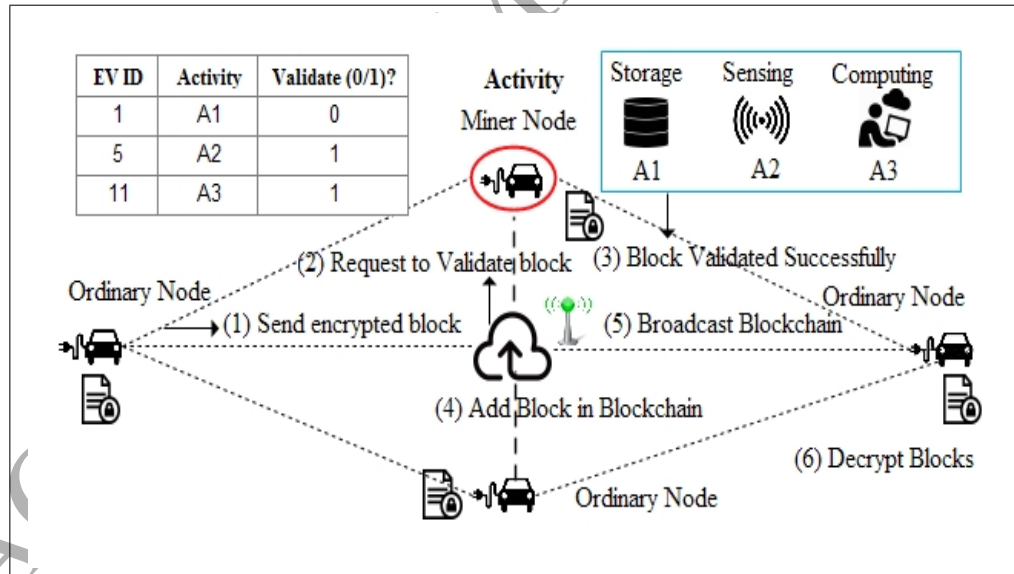 EV ID Activity Validate (0/1)?
1 A1 0
5 A2 1
11 A3 1
Activity
Miner Node
Storage Sensing Computing
A1 A2 A3
(2) Request to Validate block
(3) Block Validated Successfully
Ordinary Node
Ordinary Node
(1) Send encrypted block
(5) Broadcast Blockchain
(4) Add Block in Blockchain
(6) Decrypt Blocks
Ordinary Node